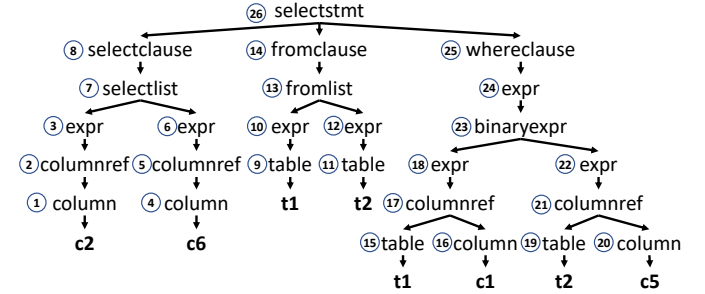 26 selectstmt
8 selectclause 14 fromclause 25 whereclause
7 selectlist 13 fromlist 24 expr
3 expr 6 expr 10 expr 12 expr 23 binaryexpr
2 columnref 5 columnref 9 table 11 table 18 expr 22 expr
1 column 4 column t1 t2 17 columnref 21 columnref
c2 c6 15 table 16 column 19 table 20 column
t1 c1 t2 c5